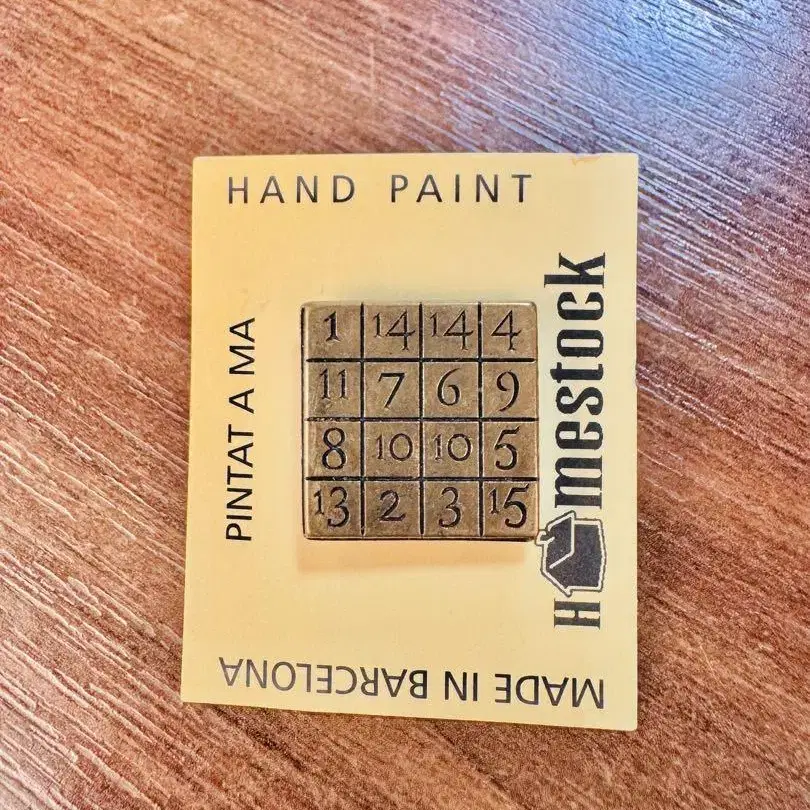 HAND PAINT
PINTAT A MA
1 14 14 4
11 7 6 9
8 10 10 5
13 2 3 15
Homestock
MADE IN BARCELONA